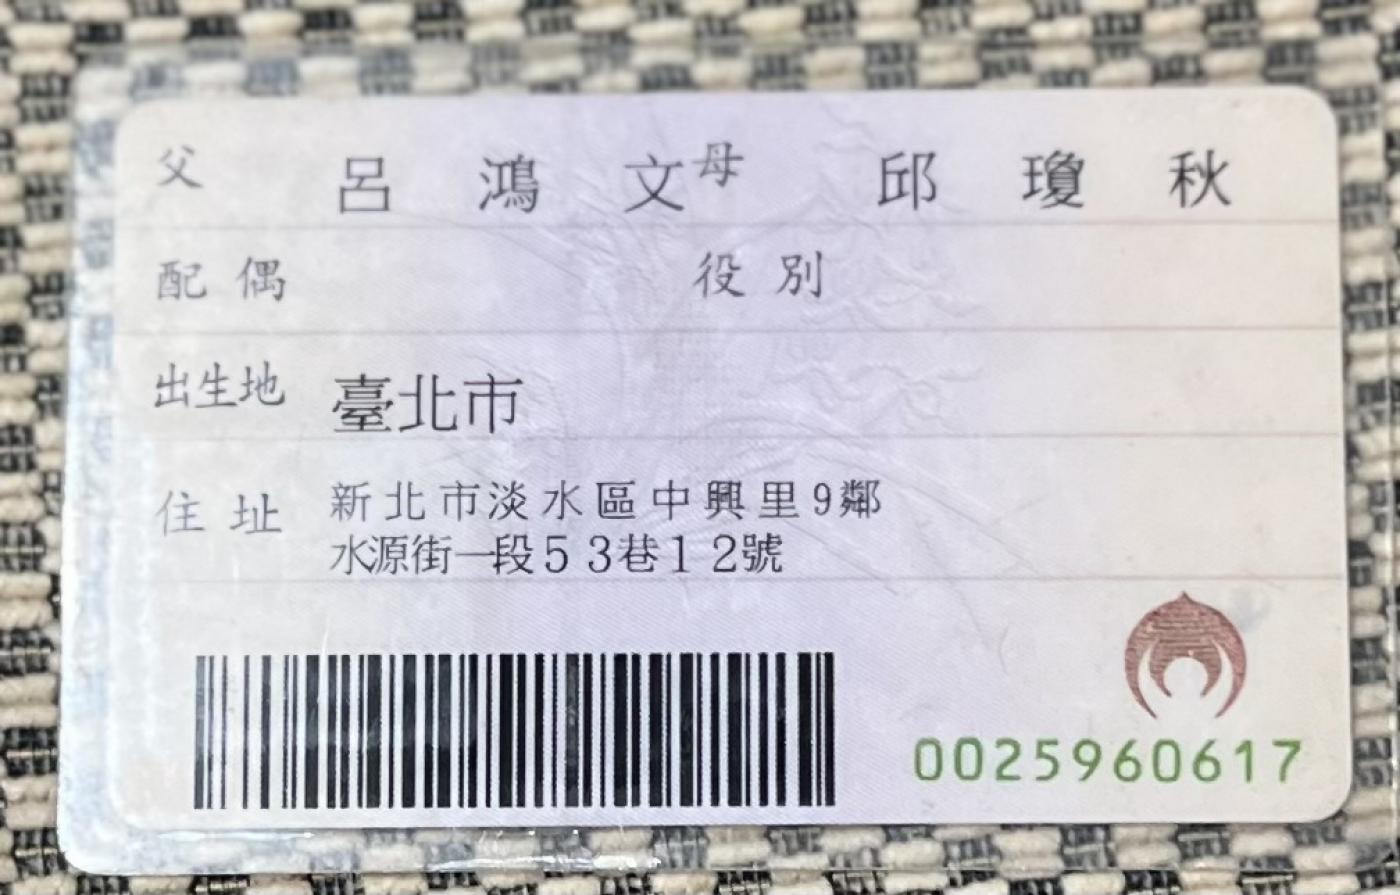 父 呂鴻文 母 邱瓊秋
配偶 役別
出生地 臺北市
住址 新北市淡水區中興里9鄰
水源街一段53巷12號
0025960617